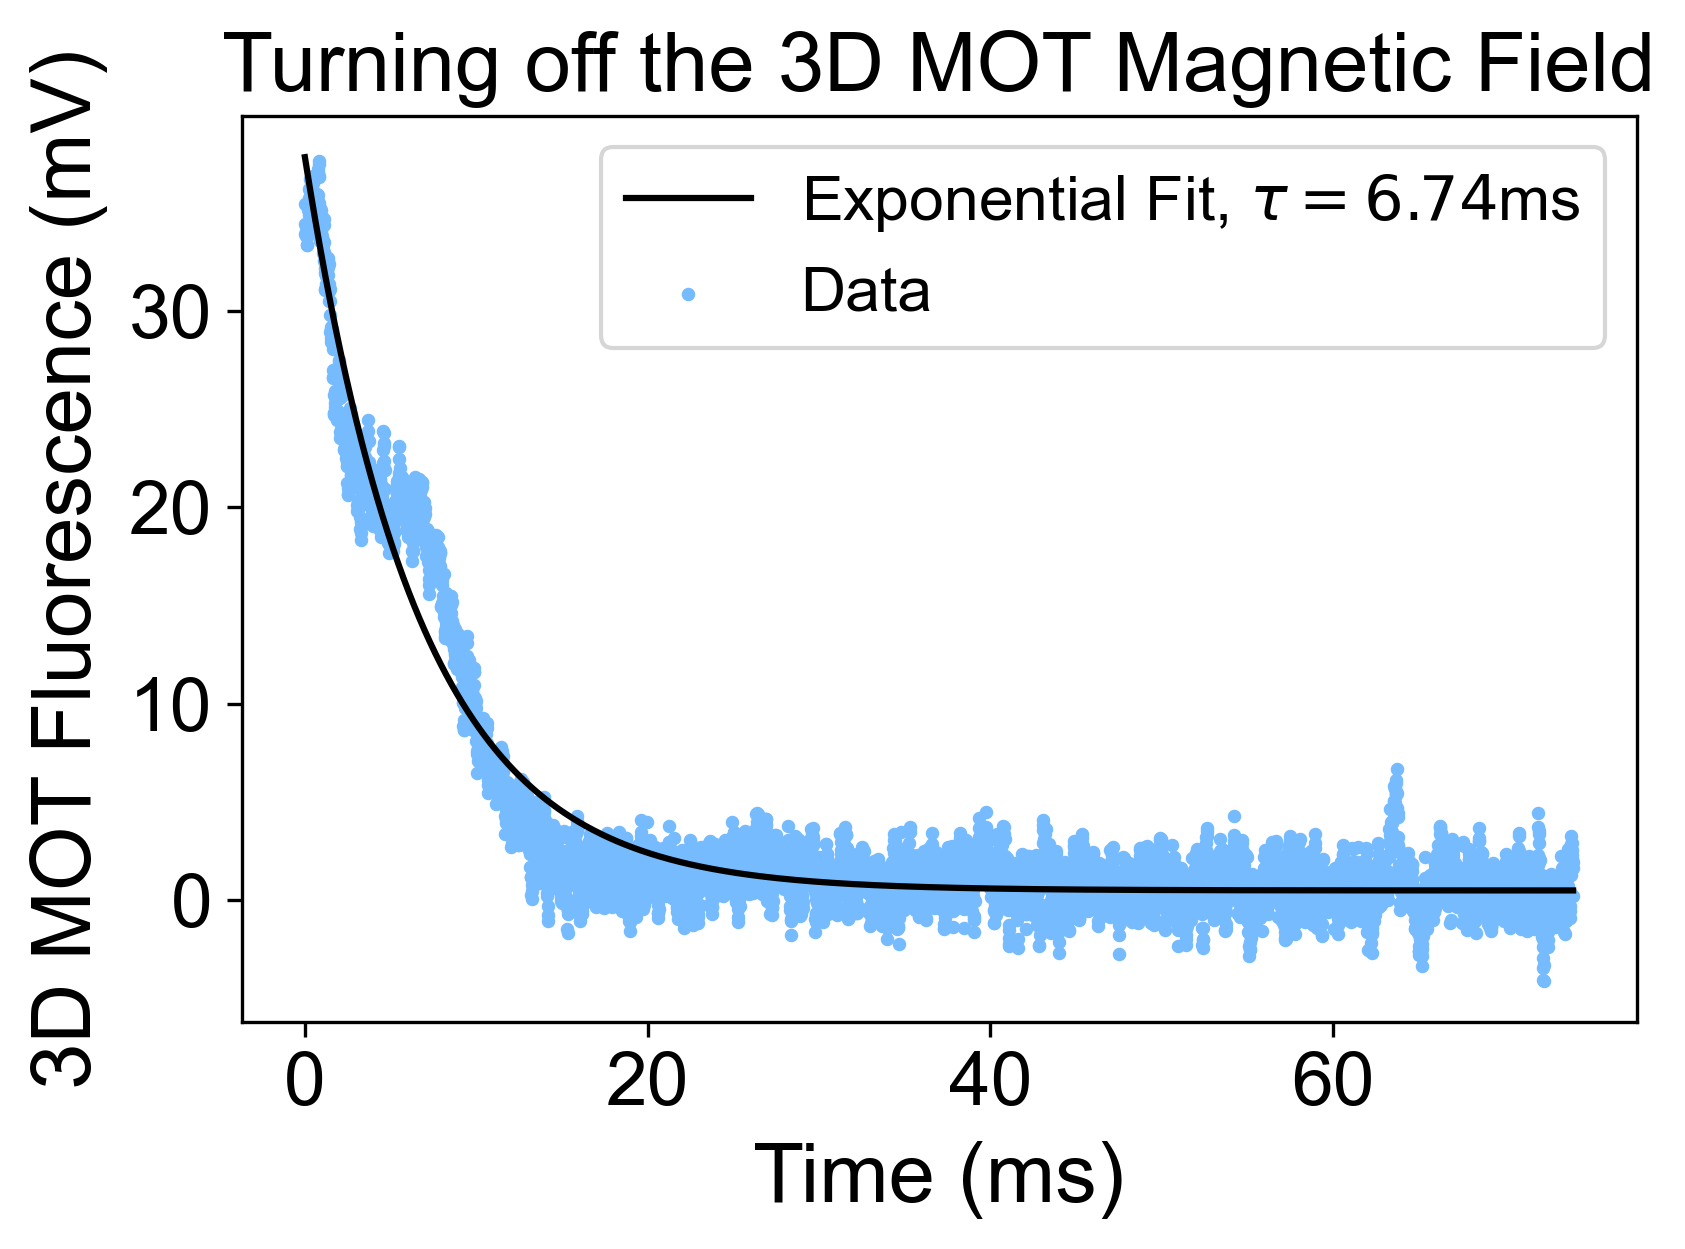 Turning off the 3D MOT Magnetic Field
3D MOT Fluorescence (mV)
Exponential Fit, τ = 6.74ms
Data
30
20
10
0
0 20 40 60
Time (ms)